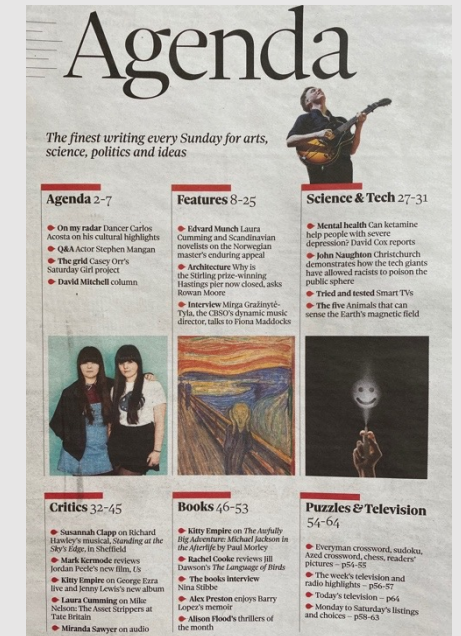 Agenda
The finest writing every Sunday for arts,
science, politics and ideas
Agenda 2-7
On my radar Dancer Carlos
Acosta on his cultural highlights
Q&A Actor Stephen Mangan
The grid Casey Orr's
Saturday Girl project
David Mitchell column
Features 8-25
Edvard Munch Laura
Cumming and Scandinavian
novelists on the Norwegian
master's enduring appeal
Architecture Why is
the Stirling prize-winning
Hastings pier now closed, asks
Rowan Moore
Interview Mirga Gražinytė-
Tyla, the CBSO's dynamic music
director, talks to Fiona Maddocks
Science & Tech 27-31
Mental health Can ketamine
help people with severe
depression? David Cox reports
John Naughton Christchurch
demonstrates how the tech giants
have allowed racists to poison the
public sphere
Tried and tested Smart TVs
The five Animals that can
sense the Earth's magnetic field
Critics 32-45
Susannah Clapp on Richard
Hawley's musical, Standing at the
Sky's Edge, in Sheffield
Mark Kermode reviews
Jordan Peele's new film, Us
Kitty Empire on George Ezra
live and Jenny Lewis's new album
Laura Cumming on Mike
Nelson: The Asset Strippers at
Tate Britain
Miranda Sawyer on audio
Books 46-53
Kitty Empire on The Awfully
Big Adventure: Michael Jackson in
the Afterlife by Paul Morley
Rachel Cooke reviews Jill
Dawson's The Language of Birds
The books interview
Nina Stibbe
Alex Preston enjoys Barry
Lopez's memoir
Alison Flood's thrillers of
the month
Puzzles & Television
54-64
Everyman crossword, sudoku,
Azed crossword, chess, readers'
pictures – p54-55
The week's television and
radio highlights – p56-57
Today's television – p64
Monday to Saturday's listings
and choices – p58-63